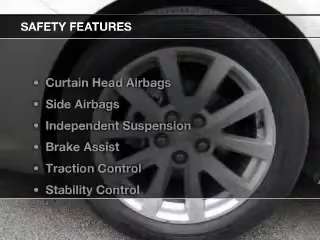 SAFETY FEATURES
• Curtain Head Airbags
• Side Airbags
• Independent Suspension
• Brake Assist
• Traction Control
• Stability Control